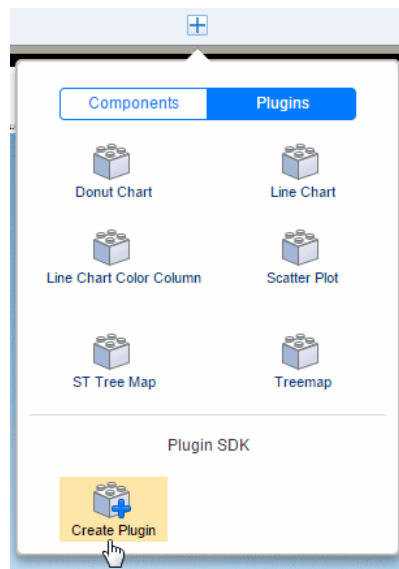 Components Plugins
Donut Chart Line Chart
Line Chart Color Column Scatter Plot
ST Tree Map Treemap
Plugin SDK
Create Plugin